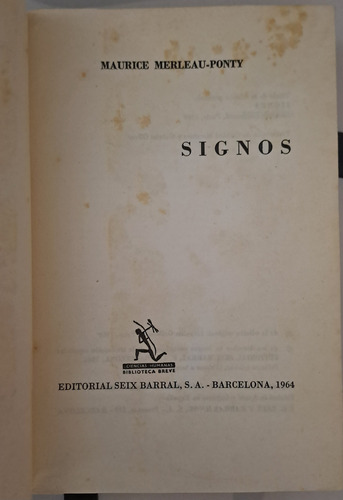 MAURICE MERLEAU-PONTY
SIGNOS
CIENCIAS HUMANAS
BIBLIOTECA BREVE
EDITORIAL SEIX BARRAL, S. A. - BARCELONA, 1964